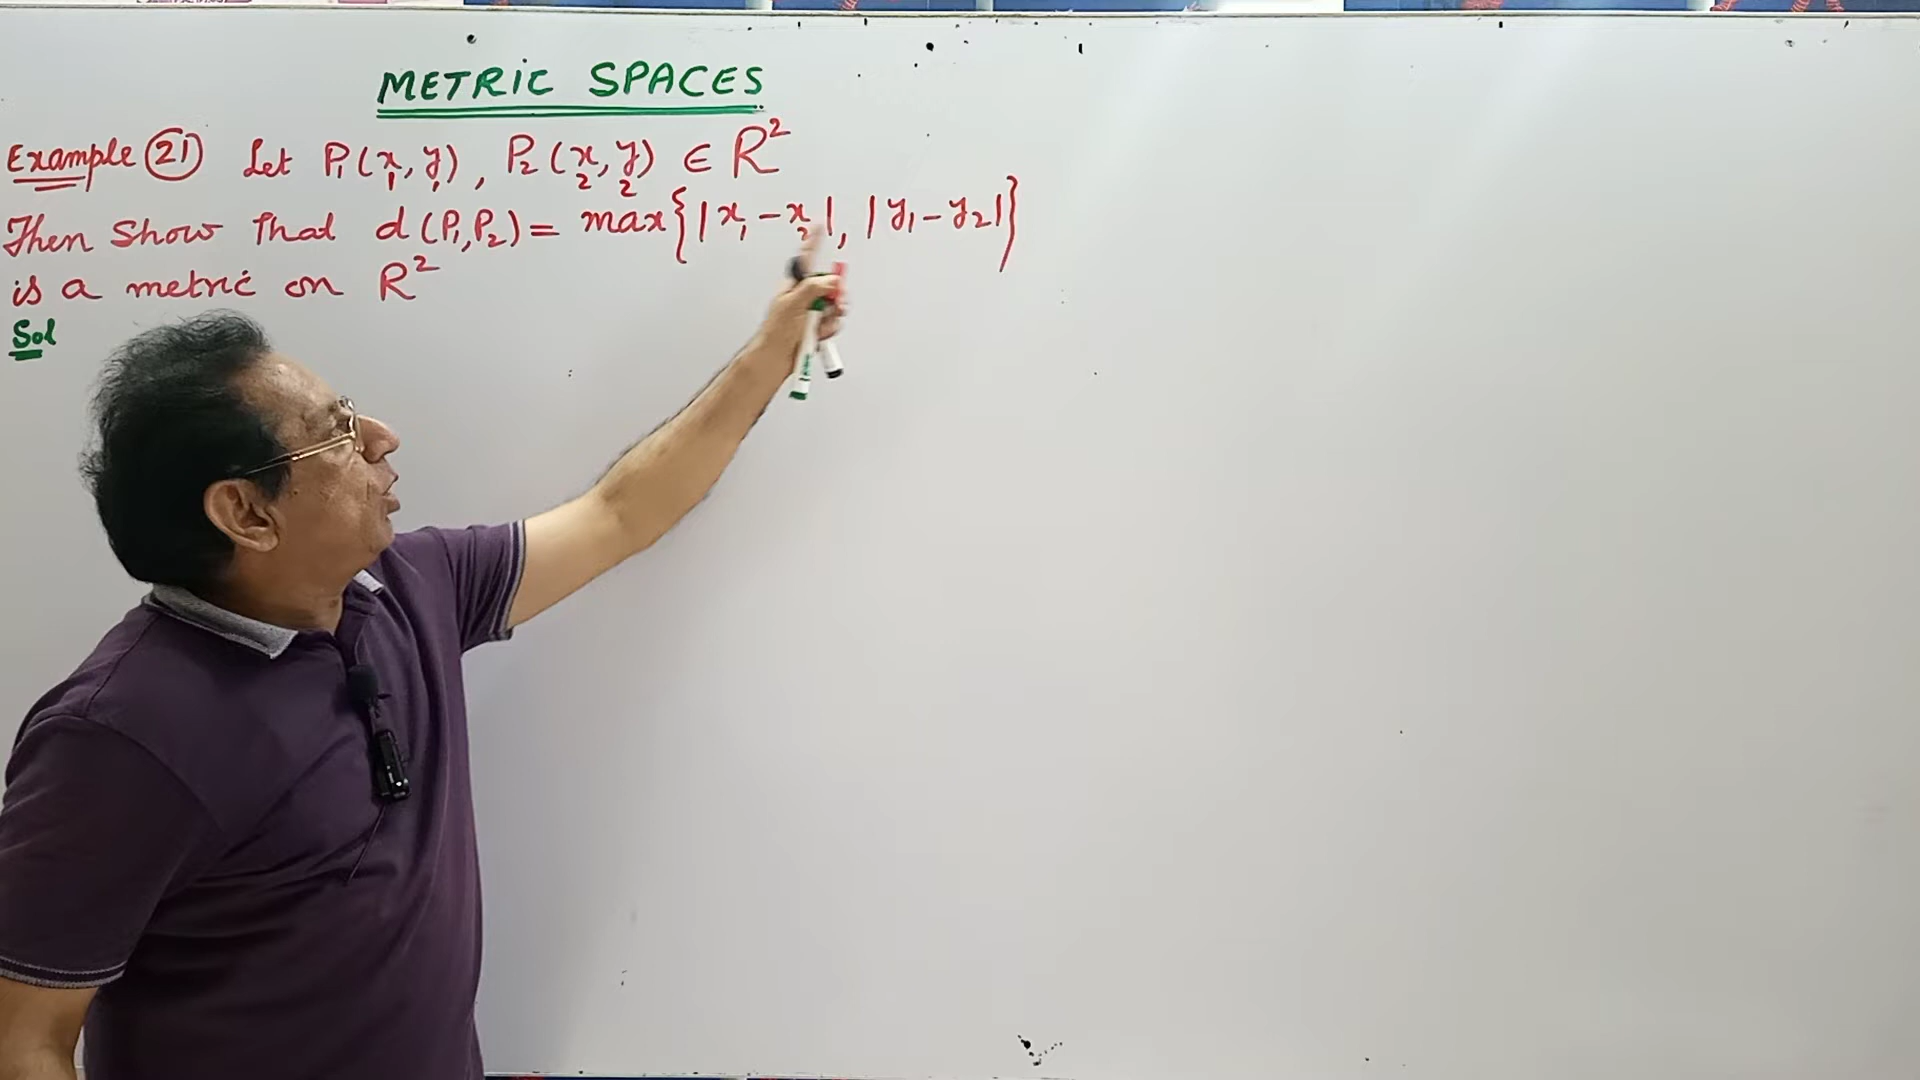 METRIC SPACES
Example 21 Let P₁(x₁,y₁), P₂(x₂,y₂) ∈ R²
Then Show that d(P₁,P₂) = max{|x₁-x₂|, |y₁-y₂|}
is a metric on R²
Sol